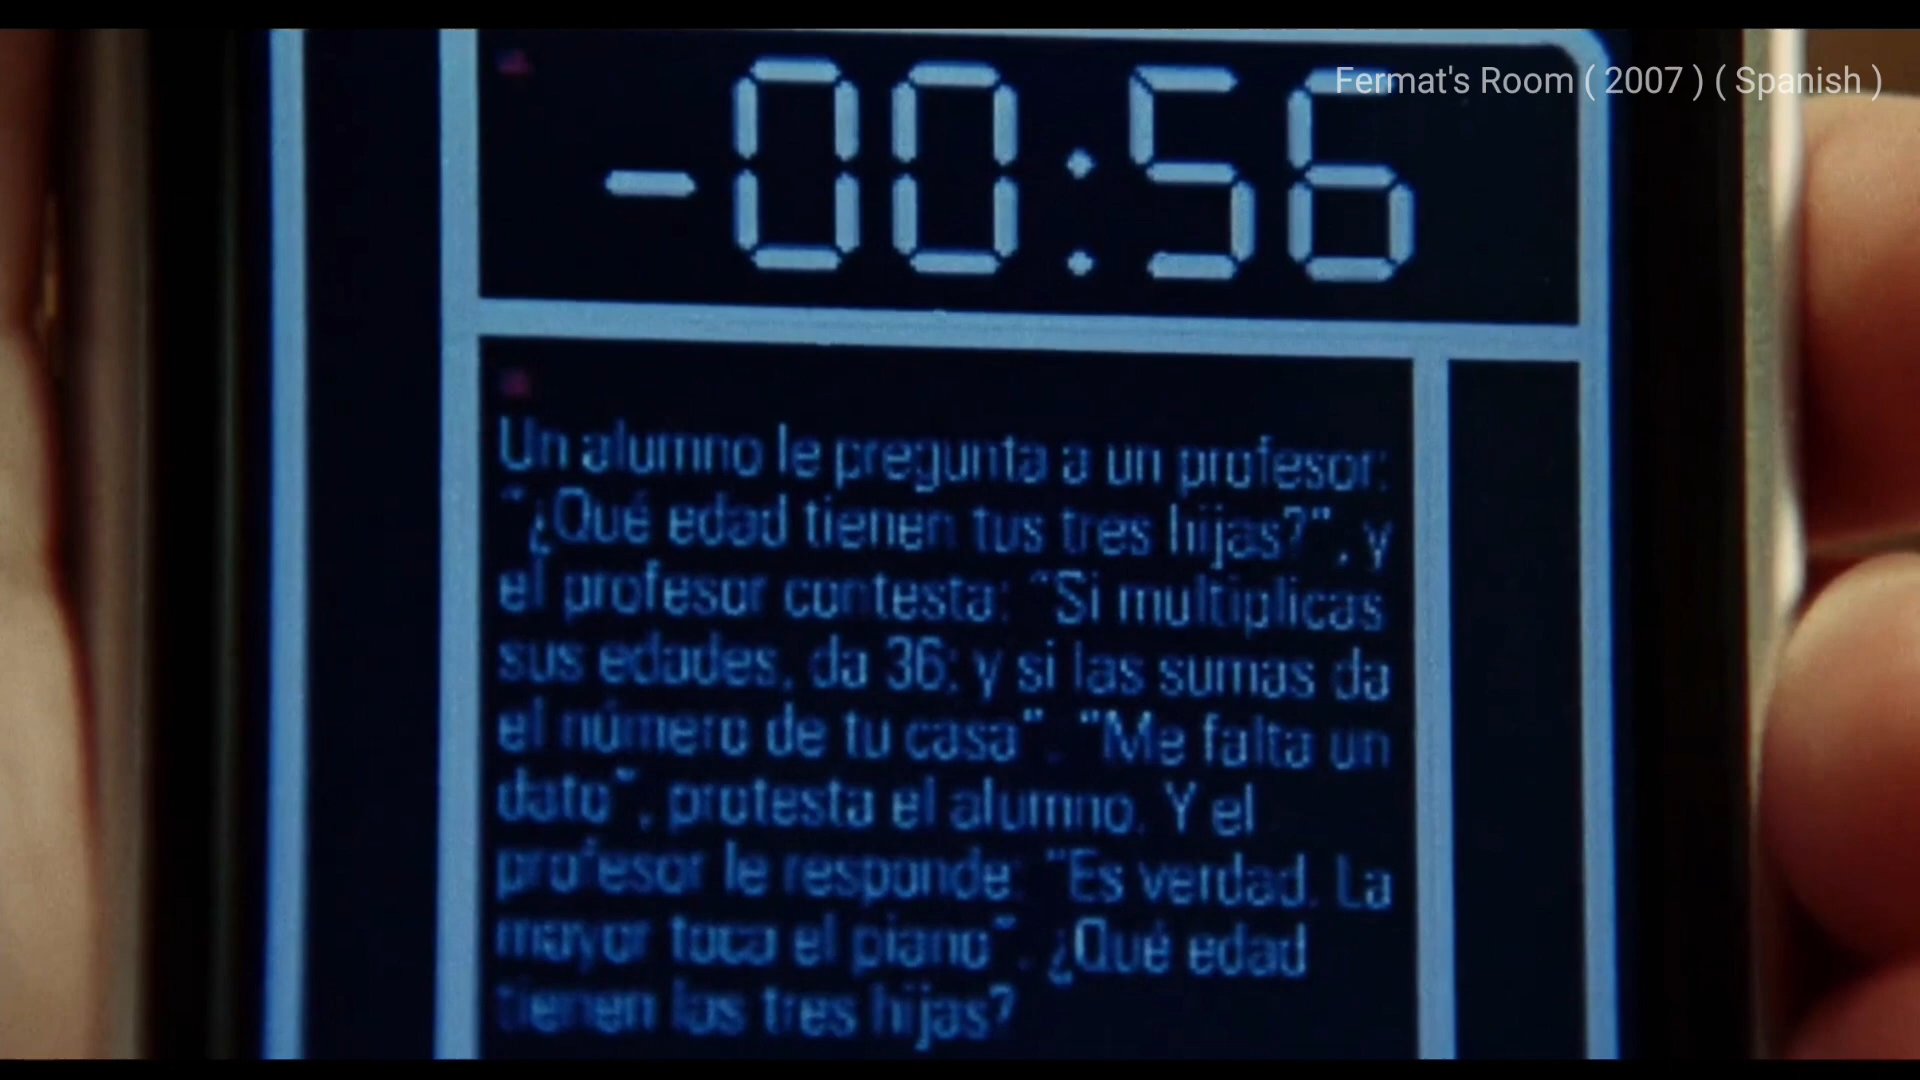 Fermat's Room ( 2007 ) ( Spanish )
-00:56
Un alumno le pregunta a un profesor:
"¿Qué edad tienen tus tres hijas?", y
el profesor contesta: "Si multiplicas
sus edades, da 36; y si las sumas da
el número de tu casa". "Me falta un
dato", protesta el alumno. Y el
profesor le responde: "Es verdad. La
mayor toca el piano". ¿Qué edad
tienen las tres hijas?